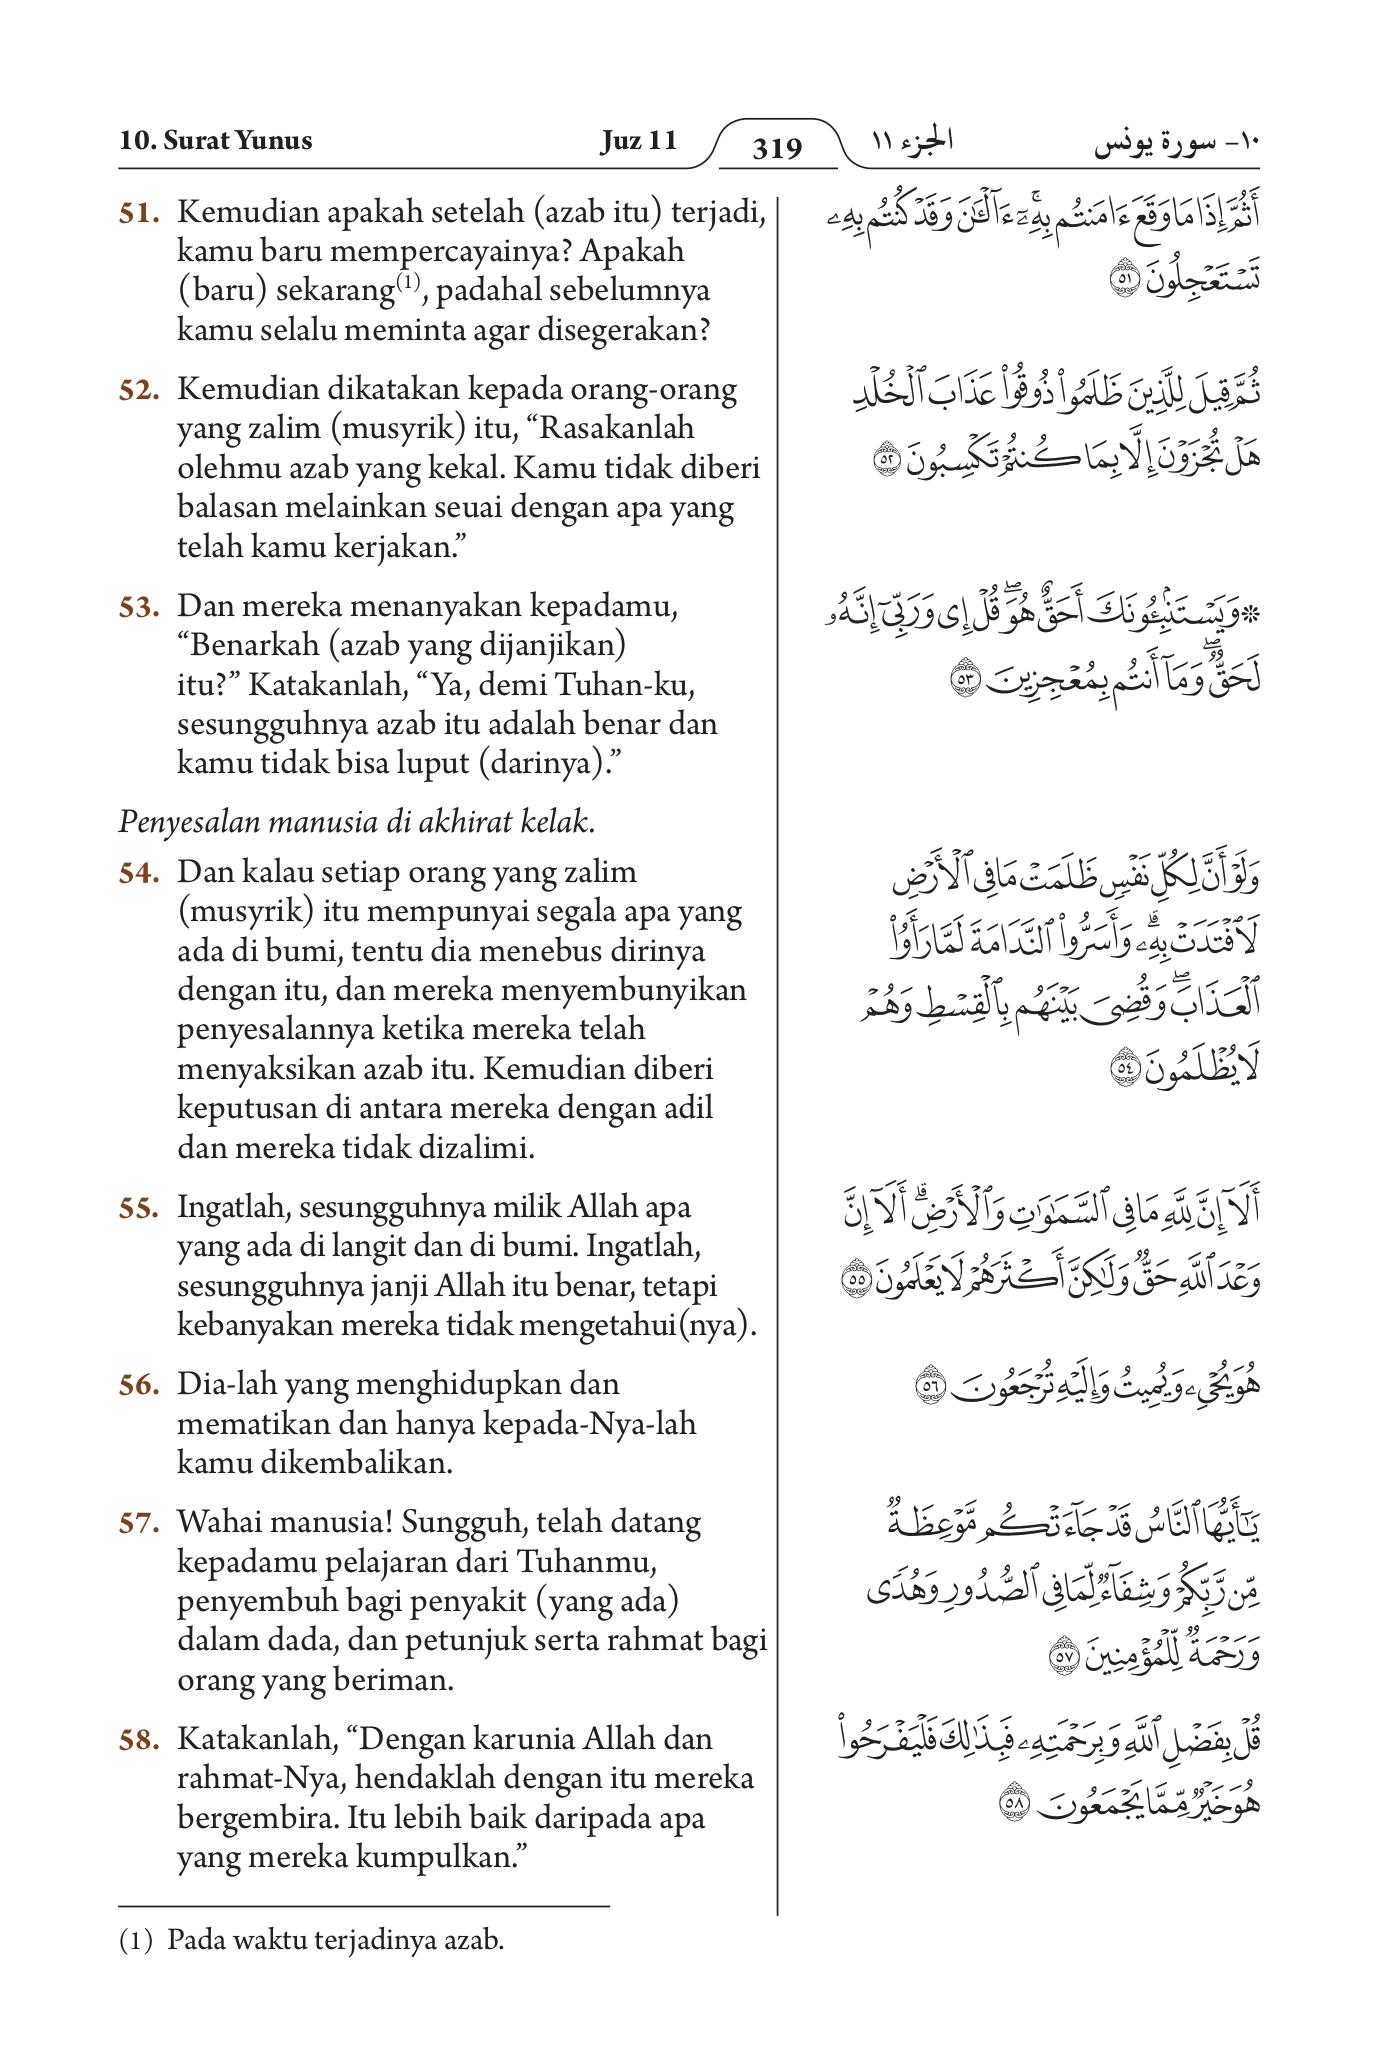 10. Surat Yunus
Juz 11
319
الجزء ١١
١٠- سورة يونس
51. Kemudian apakah setelah (azab itu) terjadi,
kamu baru mempercayainya? Apakah
(baru) sekarang(1), padahal sebelumnya
kamu selalu meminta agar disegerakan?
52. Kemudian dikatakan kepada orang-orang
yang zalim (musyrik) itu, “Rasakanlah
olehmu azab yang kekal. Kamu tidak diberi
balasan melainkan seuai dengan apa yang
telah kamu kerjakan.”
53. Dan mereka menanyakan kepadamu,
“Benarkah (azab yang dijanjikan)
itu?” Katakanlah, “Ya, demi Tuhan-ku,
sesungguhnya azab itu adalah benar dan
kamu tidak bisa luput (darinya).”
Penyesalan manusia di akhirat kelak.
54. Dan kalau setiap orang yang zalim
(musyrik) itu mempunyai segala apa yang
ada di bumi, tentu dia menebus dirinya
dengan itu, dan mereka menyembunyikan
penyesalannya ketika mereka telah
menyaksikan azab itu. Kemudian diberi
keputusan di antara mereka dengan adil
dan mereka tidak dizalimi.
55. Ingatlah, sesungguhnya milik Allah apa
yang ada di langit dan di bumi. Ingatlah,
sesungguhnya janji Allah itu benar, tetapi
kebanyakan mereka tidak mengetahui(nya).
56. Dia-lah yang menghidupkan dan
mematikan dan hanya kepada-Nya-lah
kamu dikembalikan.
57. Wahai manusia! Sungguh, telah datang
kepadamu pelajaran dari Tuhanmu,
penyembuh bagi penyakit (yang ada)
dalam dada, dan petunjuk serta rahmat bagi
orang yang beriman.
58. Katakanlah, “Dengan karunia Allah dan
rahmat-Nya, hendaklah dengan itu mereka
bergembira. Itu lebih baik daripada apa
yang mereka kumpulkan.”
(1) Pada waktu terjadinya azab.
أَثُمَّ إِذَا مَا وَقَعَ ءَامَنتُم بِهِۦٓۚ ءَآلْـَٰٔنَ وَقَدْ كُنتُم بِهِۦ
تَسْتَعْجِلُونَ ٥١
ثُمَّ قِيلَ لِلَّذِينَ ظَلَمُوا۟ ذُوقُوا۟ عَذَابَ ٱلْخُلْدِ
هَلْ تُجْزَوْنَ إِلَّا بِمَا كُنتُمْ تَكْسِبُونَ ٥٢
۞ وَيَسْتَنۢبِـُٔونَكَ أَحَقٌّ هُوَۖ قُلْ إِى وَرَبِّىٓ إِنَّهُۥ
لَحَقٌّۖ وَمَآ أَنتُم بِمُعْجِزِينَ ٥٣
وَلَوْ أَنَّ لِكُلِّ نَفْسٍ ظَلَمَتْ مَا فِى ٱلْأَرْضِ
لَٱفْتَدَتْ بِهِۦۗ وَأَسَرُّوا۟ ٱلنَّدَامَةَ لَمَّا رَأَوُا۟
ٱلْعَذَابَۖ وَقُضِىَ بَيْنَهُم بِٱلْقِسْطِ وَهُمْ
لَا يُظْلَمُونَ ٥٤
أَلَآ إِنَّ لِلَّهِ مَا فِى ٱلسَّمَٰوَٰتِ وَٱلْأَرْضِۗ أَلَآ إِنَّ
وَعْدَ ٱللَّهِ حَقٌّ وَلَٰكِنَّ أَكْثَرَهُمْ لَا يَعْلَمُونَ ٥٥
هُوَ يُحْىِۦ وَيُمِيتُ وَإِلَيْهِ تُرْجَعُونَ ٥٦
يَٰٓأَيُّهَا ٱلنَّاسُ قَدْ جَآءَتْكُم مَّوْعِظَةٌ
مِّن رَّبِّكُمْ وَشِفَآءٌ لِّمَا فِى ٱلصُّدُورِ وَهُدًى
وَرَحْمَةٌ لِّلْمُؤْمِنِينَ ٥٧
قُلْ بِفَضْلِ ٱللَّهِ وَبِرَحْمَتِهِۦ فَبِذَٰلِكَ فَلْيَفْرَحُوا۟
هُوَ خَيْرٌ مِّمَّا يَجْمَعُونَ ٥٨